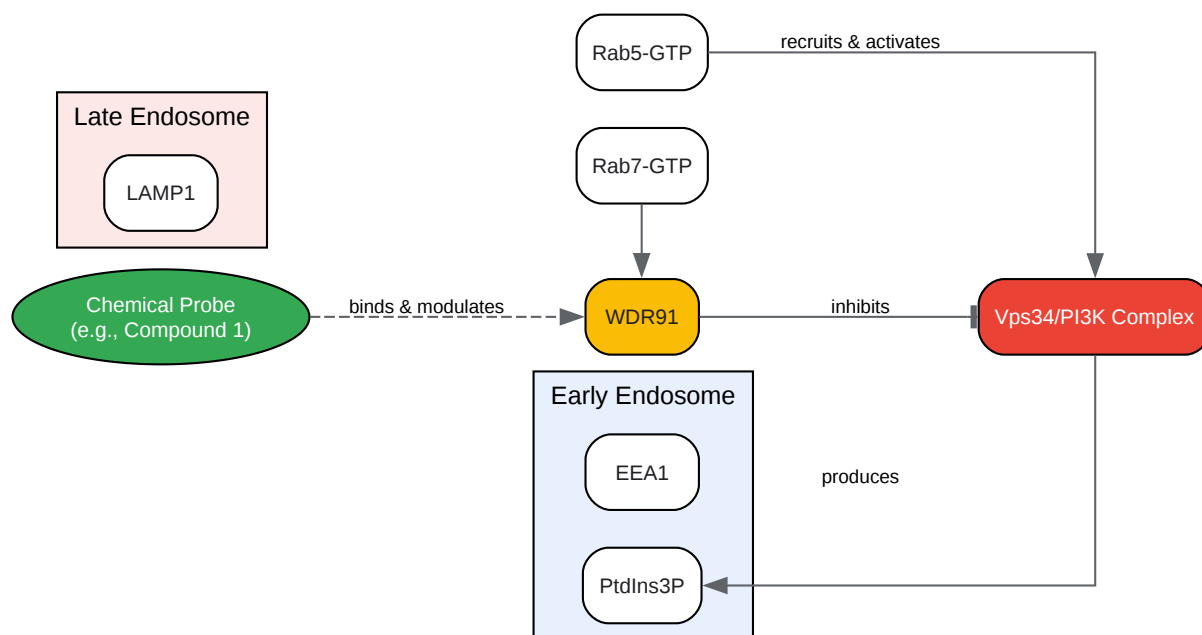 Rab5-GTP
recruits & activates
Late Endosome
LAMP1
Rab7-GTP
Chemical Probe
(e.g., Compound 1)
binds & modulates
WDR91
inhibits
Vps34/PI3K Complex
Early Endosome
EEA1
produces
PtdIns3P